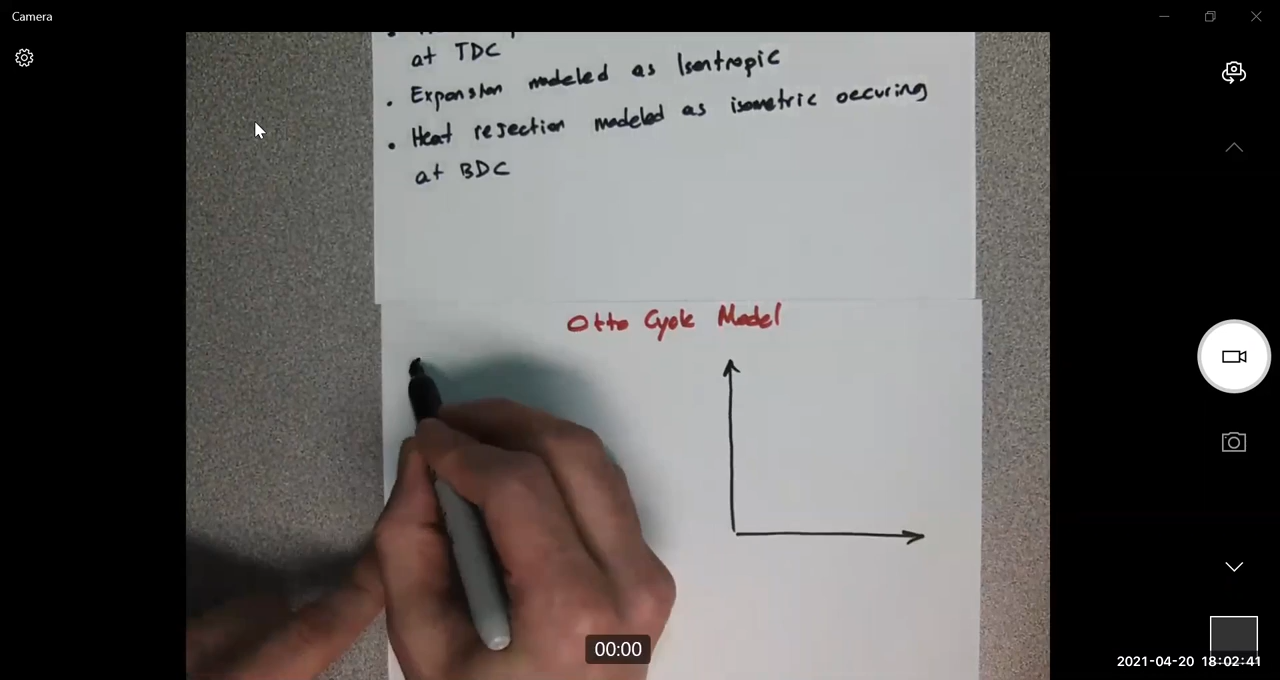 Camera
at TDC
• Expansion modeled as Isentropic
• Heat rejection modeled as isometric occuring
at BDC
Otto Cycle Model
00:00
2021-04-20 18:02:41